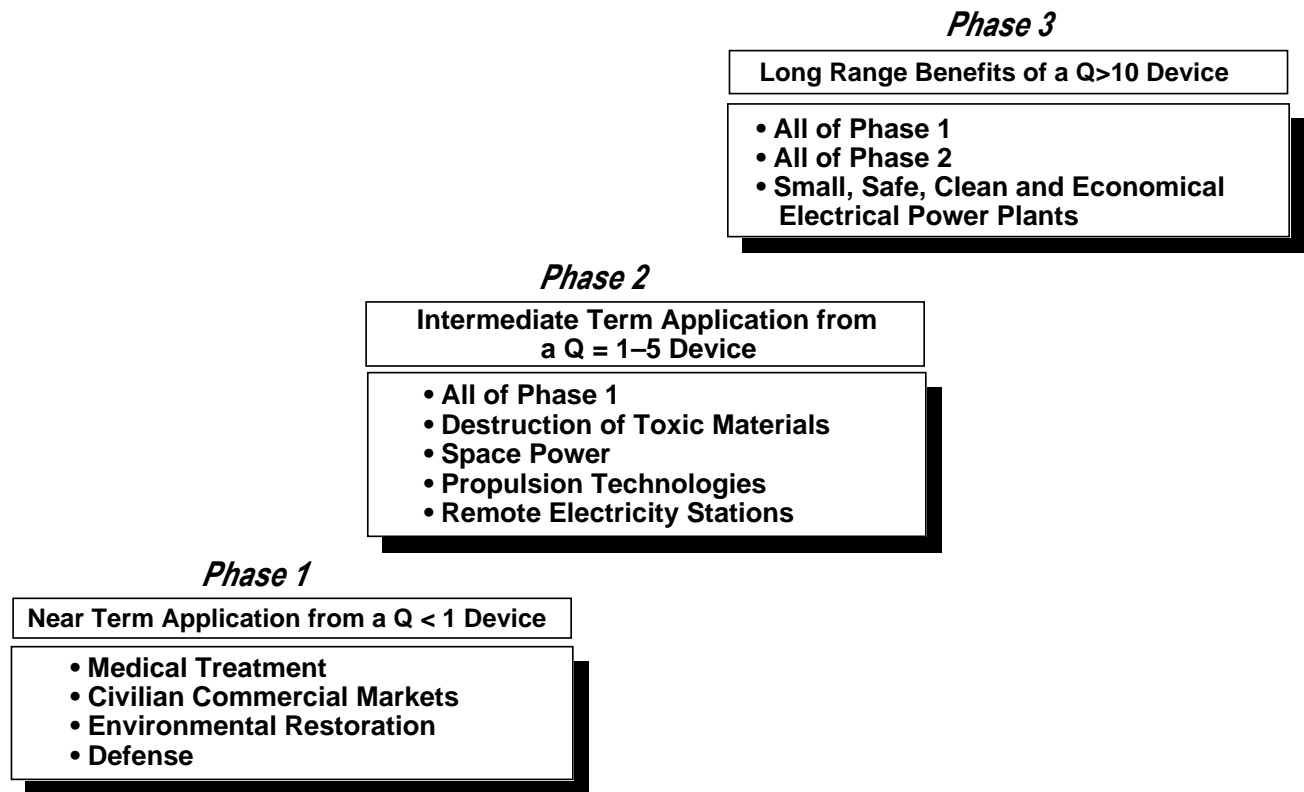 Phase 3
Long Range Benefits of a Q>10 Device
• All of Phase 1
• All of Phase 2
• Small, Safe, Clean and Economical
Electrical Power Plants
Phase 2
Intermediate Term Application from
a Q = 1–5 Device
• All of Phase 1
• Destruction of Toxic Materials
• Space Power
• Propulsion Technologies
• Remote Electricity Stations
Phase 1
Near Term Application from a Q < 1 Device
• Medical Treatment
• Civilian Commercial Markets
• Environmental Restoration
• Defense